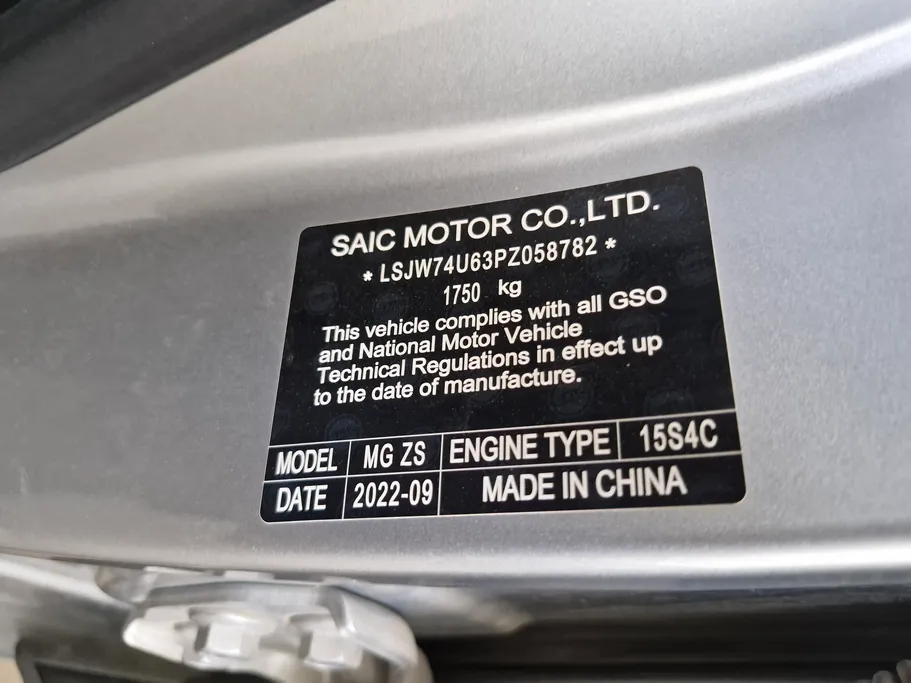 SAIC MOTOR CO.,LTD.
* LSJW74U63PZ058782 *
1750 kg
This vehicle complies with all GSO
and National Motor Vehicle
Technical Regulations in effect up
to the date of manufacture.
MODEL MG ZS ENGINE TYPE 15S4C
DATE 2022-09 MADE IN CHINA